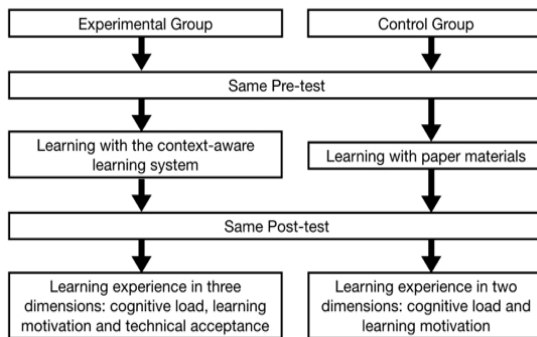 Experimental Group
Control Group
Same Pre-test
Learning with the context-aware
learning system
Learning with paper materials
Same Post-test
Learning experience in three
dimensions: cognitive load, learning
motivation and technical acceptance
Learning experience in two
dimensions: cognitive load and
learning motivation